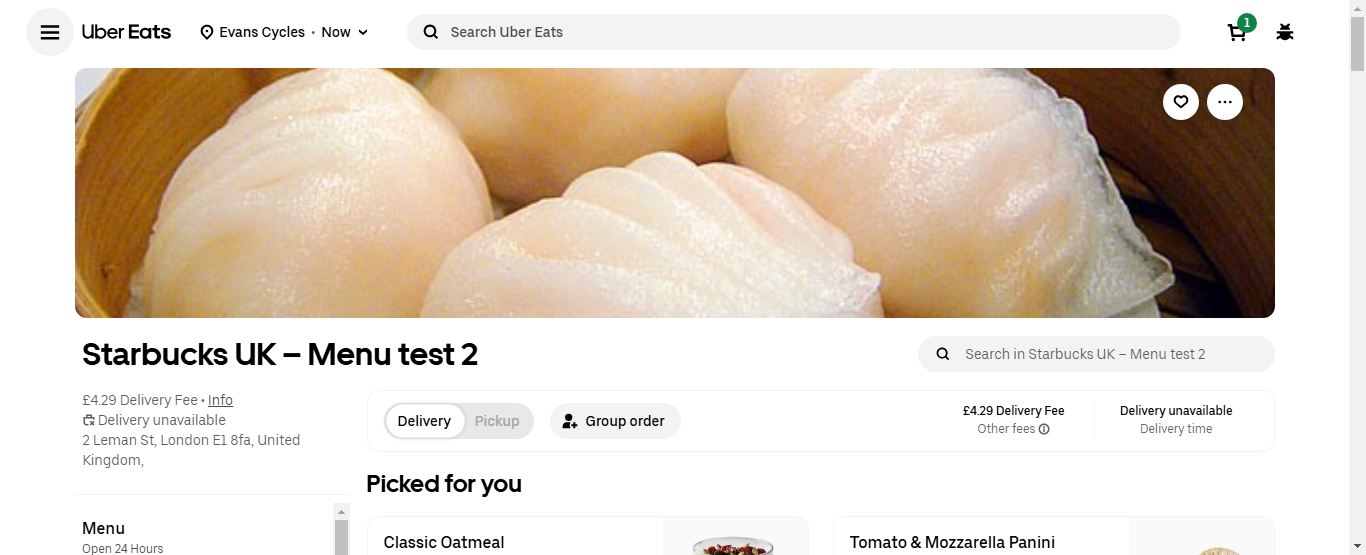 Uber Eats
Evans Cycles • Now
Search Uber Eats
1
Starbucks UK – Menu test 2
Search in Starbucks UK – Menu test 2
£4.29 Delivery Fee • Info
Delivery unavailable
2 Leman St, London E1 8fa, United
Kingdom,
Delivery
Pickup
Group order
£4.29 Delivery Fee
Other fees
Delivery unavailable
Delivery time
Picked for you
Menu
Open 24 Hours
Classic Oatmeal
Tomato & Mozzarella Panini